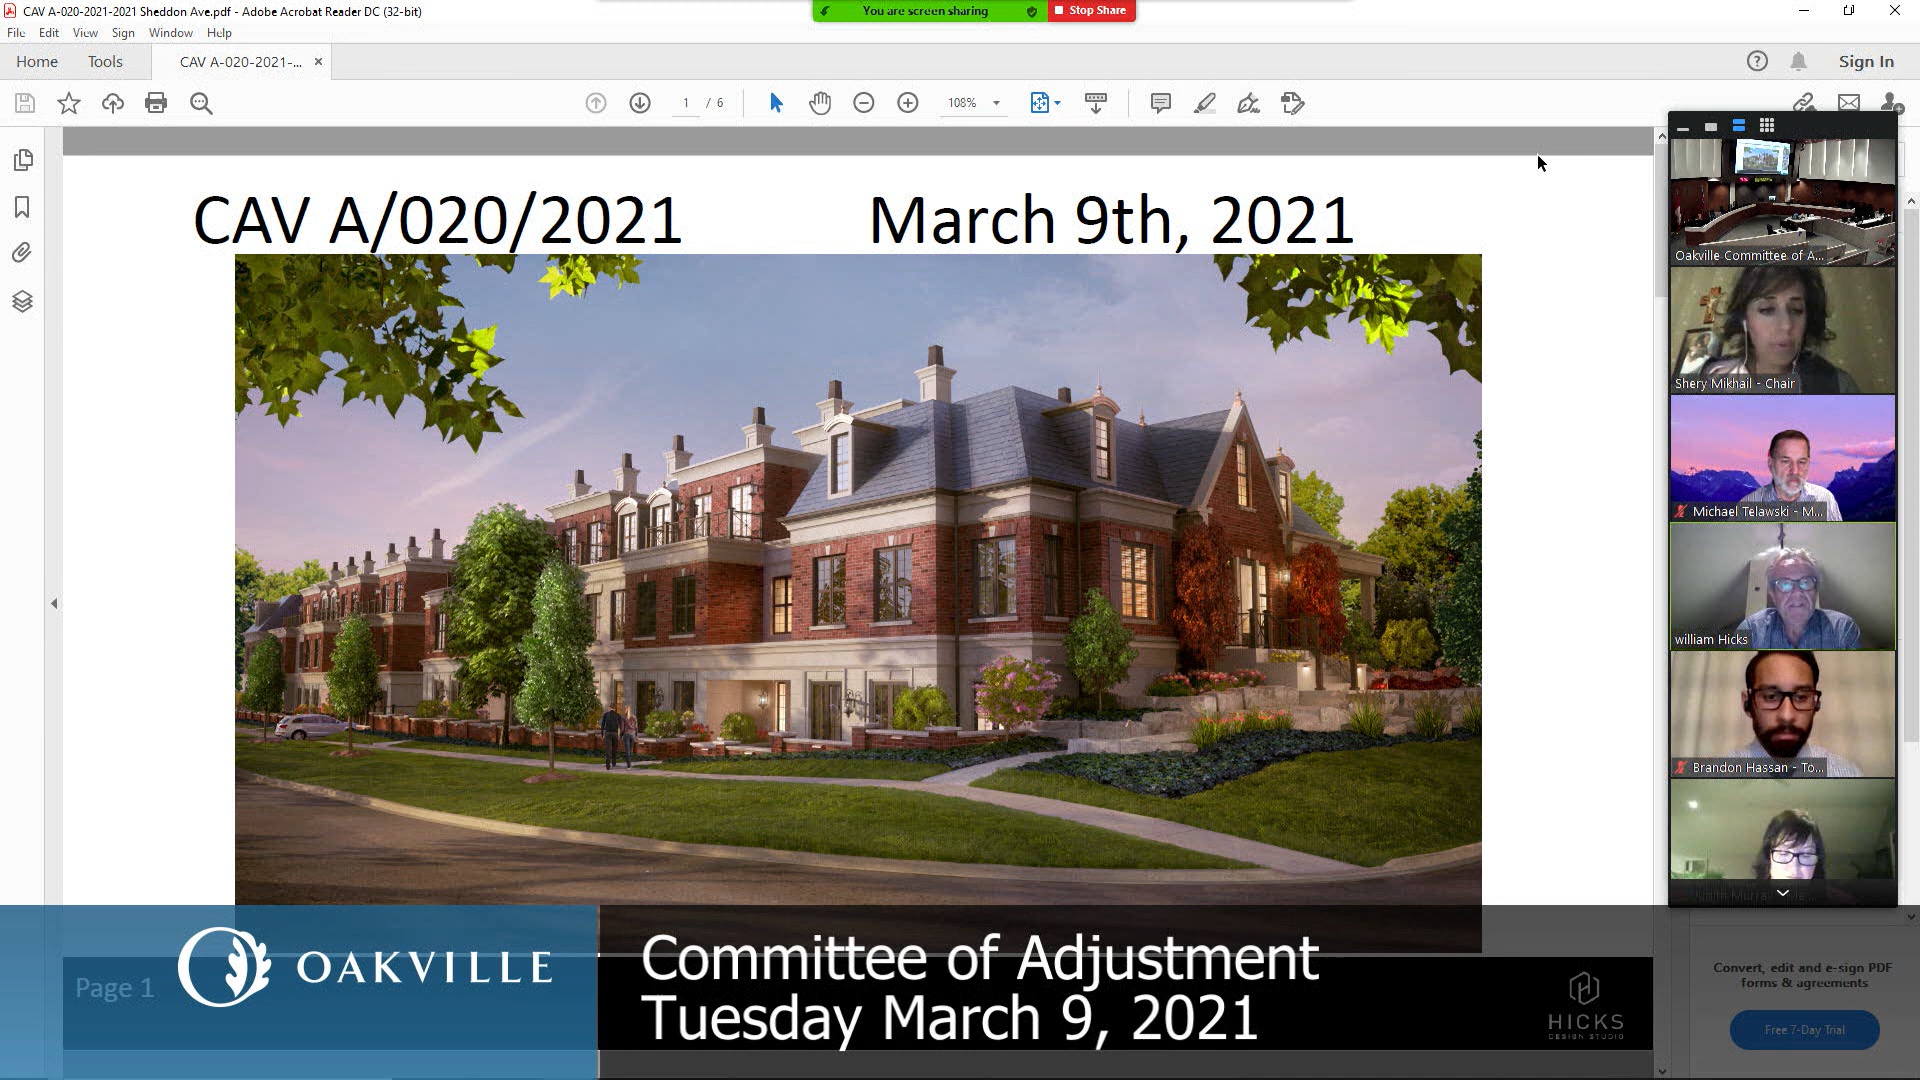 CAV A-020-2021-2021 Sheddon Ave.pdf - Adobe Acrobat Reader DC (32-bit)
You are screen sharing
Stop Share
File Edit View Sign Window Help
Home Tools CAV A-020-2021-... ×
Sign In
1 / 6
108%
CAV A/020/2021 March 9th, 2021
Oakville Committee of A...
Shery Mikhail - Chair
Michael Telawski - M...
william Hicks
Brandon Hassan - To...
Convert, edit and e-sign PDF
forms & agreements
Free 7-Day Trial
Page 1
OAKVILLE
Committee of Adjustment
Tuesday March 9, 2021
HICKS
DESIGN STUDIO